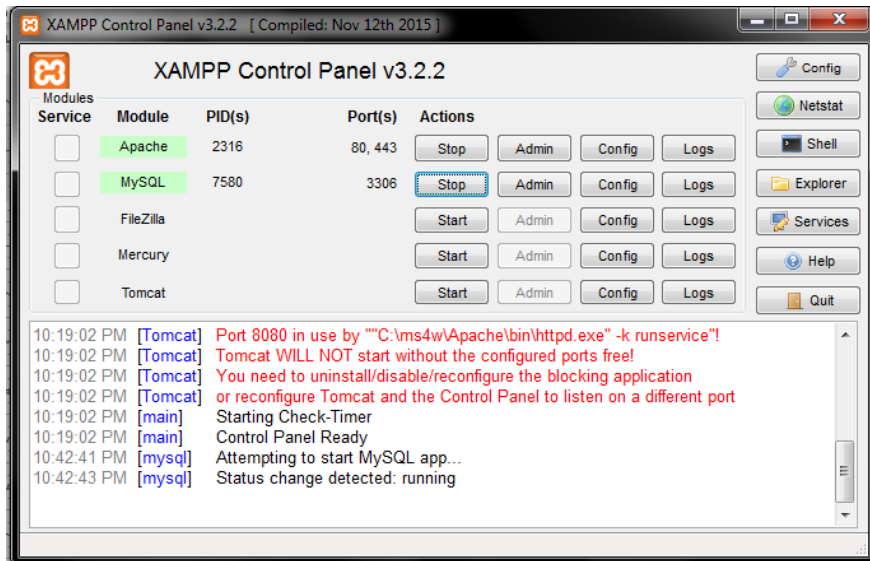 XAMPP Control Panel v3.2.2 [ Compiled: Nov 12th 2015 ]
XAMPP Control Panel v3.2.2
Config
Modules
Service Module PID(s) Port(s) Actions
Netstat
Apache 2316 80, 443 Stop Admin Config Logs
Shell
MySQL 7580 3306 Stop Admin Config Logs
Explorer
FileZilla Start Admin Config Logs
Services
Mercury Start Admin Config Logs
Help
Tomcat Start Admin Config Logs
Quit
10:19:02 PM [Tomcat] Port 8080 in use by ""C:\ms4w\Apache\bin\httpd.exe" -k runservice"!
10:19:02 PM [Tomcat] Tomcat WILL NOT start without the configured ports free!
10:19:02 PM [Tomcat] You need to uninstall/disable/reconfigure the blocking application
10:19:02 PM [Tomcat] or reconfigure Tomcat and the Control Panel to listen on a different port
10:19:02 PM [main] Starting Check-Timer
10:19:02 PM [main] Control Panel Ready
10:42:41 PM [mysql] Attempting to start MySQL app...
10:42:43 PM [mysql] Status change detected: running